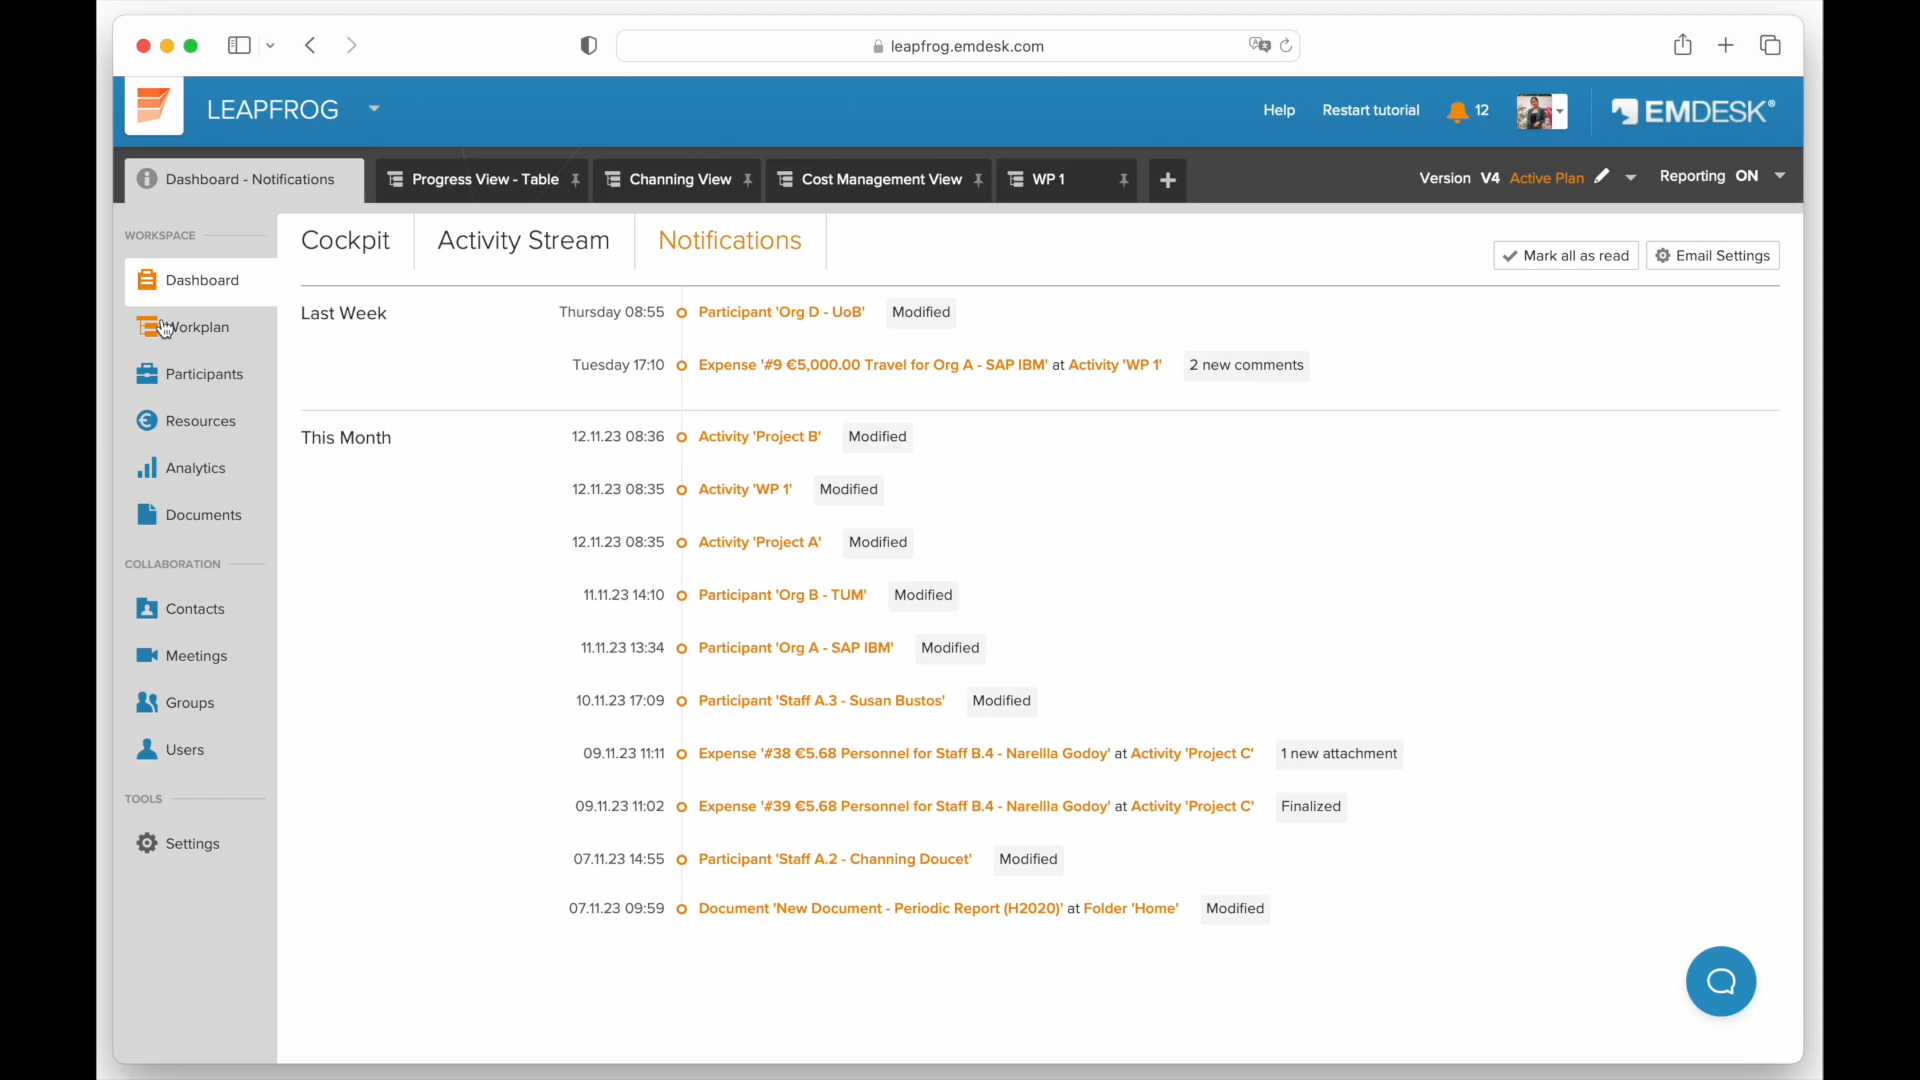 leapfrog.emdesk.com
LEAPFROG
Help Restart tutorial 12 EMDESK®
Dashboard - Notifications Progress View - Table Channing View Cost Management View WP 1 + Version V4 Active Plan Reporting ON
WORKSPACE
Dashboard
Workplan
Participants
Resources
Analytics
Documents
COLLABORATION
Contacts
Meetings
Groups
Users
TOOLS
Settings
Cockpit Activity Stream Notifications
Mark all as read Email Settings
Last Week Thursday 08:55 Participant 'Org D - UoB' Modified
Tuesday 17:10 Expense '#9 €5,000.00 Travel for Org A - SAP IBM' at Activity 'WP 1' 2 new comments
This Month 12.11.23 08:36 Activity 'Project B' Modified
12.11.23 08:35 Activity 'WP 1' Modified
12.11.23 08:35 Activity 'Project A' Modified
11.11.23 14:10 Participant 'Org B - TUM' Modified
11.11.23 13:34 Participant 'Org A - SAP IBM' Modified
10.11.23 17:09 Participant 'Staff A.3 - Susan Bustos' Modified
09.11.23 11:11 Expense '#38 €5.68 Personnel for Staff B.4 - Narellla Godoy' at Activity 'Project C' 1 new attachment
09.11.23 11:02 Expense '#39 €5.68 Personnel for Staff B.4 - Narellla Godoy' at Activity 'Project C' Finalized
07.11.23 14:55 Participant 'Staff A.2 - Channing Doucet' Modified
07.11.23 09:59 Document 'New Document - Periodic Report (H2020)' at Folder 'Home' Modified